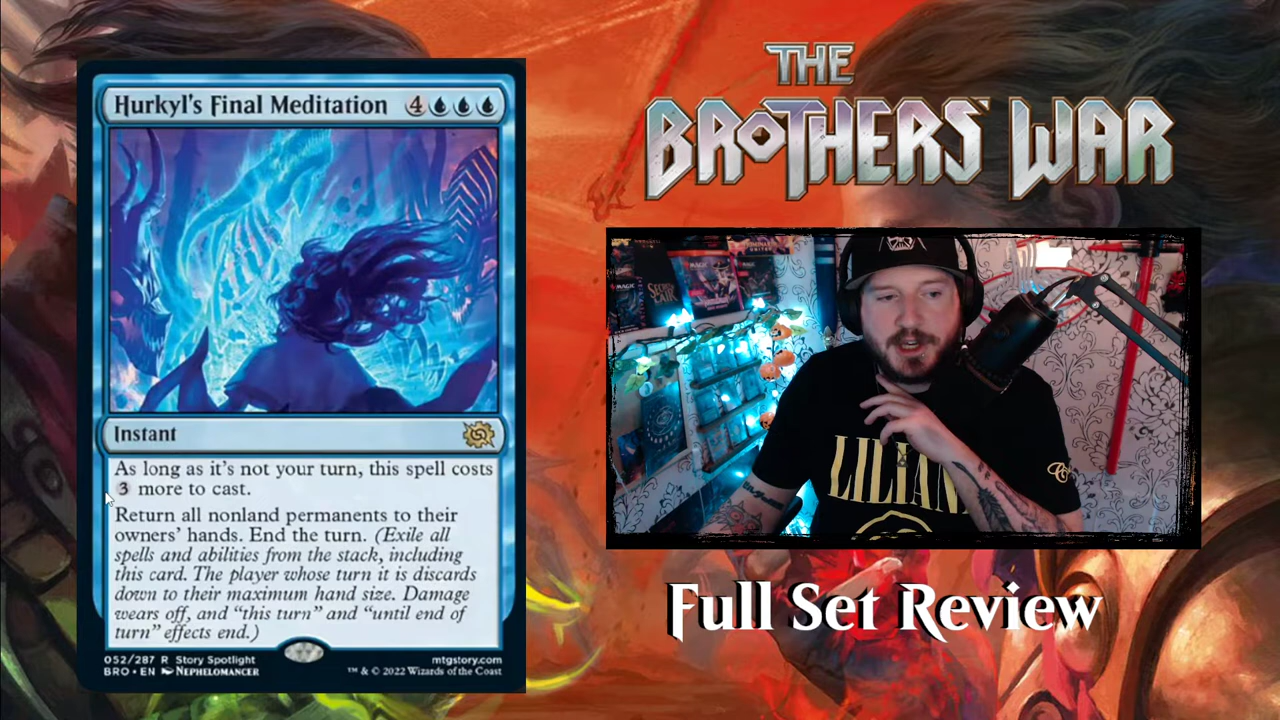 Hurkyl's Final Meditation 4
Instant
As long as it's not your turn, this spell costs
3 more to cast.
Return all nonland permanents to their
owners' hands. End the turn. (Exile all
spells and abilities from the stack, including
this card. The player whose turn it is discards
down to their maximum hand size. Damage
wears off, and “this turn” and “until end of
turn” effects end.)
052/287 R Story Spotlight
BRO • EN NEPHELOMANCER
mtgstory.com
™ & © 2022 Wizards of the Coast
THE
BROTHERS' WAR
MAGIC
SECRET
LAIR
LILIAN
Full Set Review